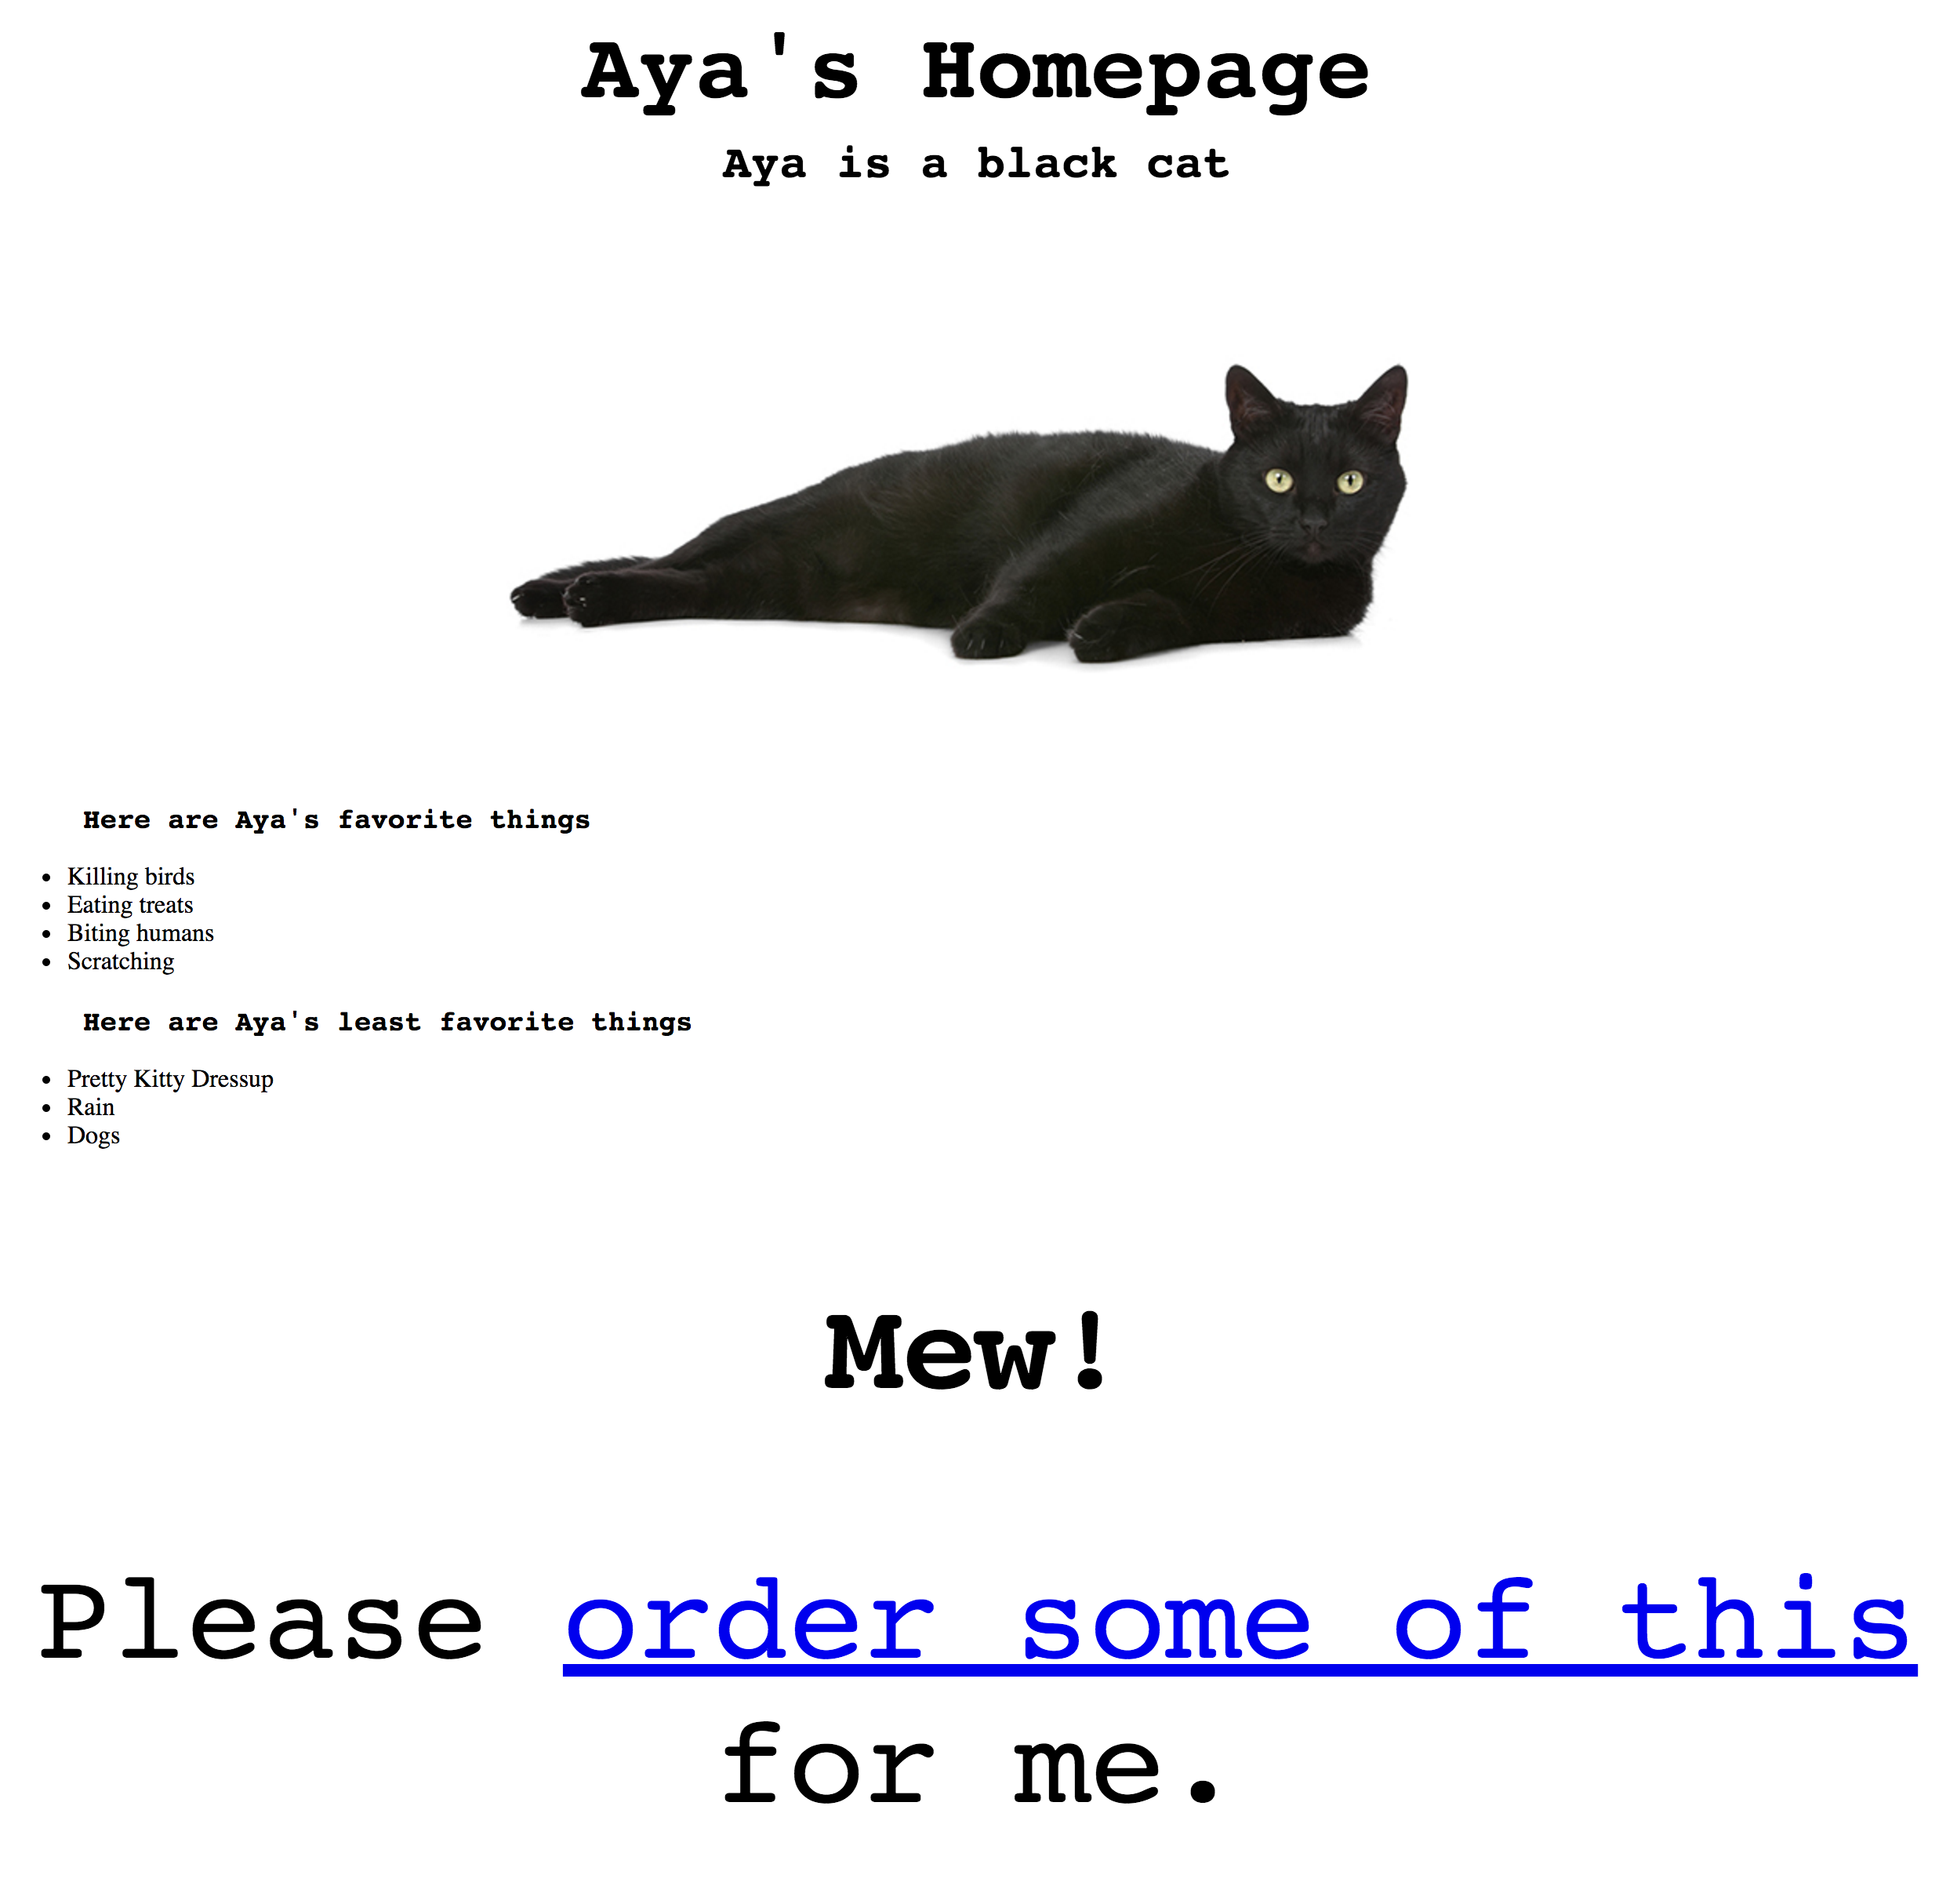 Aya's Homepage
Aya is a black cat
Here are Aya's favorite things
Killing birds
Eating treats
Biting humans
Scratching
Here are Aya's least favorite things
Pretty Kitty Dressup
Rain
Dogs
Mew!
Please order some of this
for me.